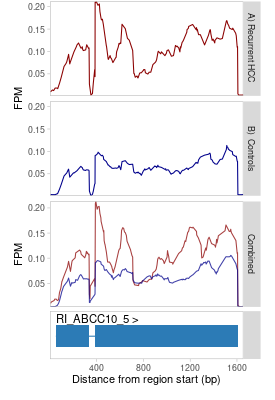 0.20
0.15
0.10
0.05
A) Recurrent HCC
FPM
0.20
0.15
0.10
0.05
B) Controls
0.20
0.15
0.10
0.05
FPM
Combined
RI_ABCC10_5 >
400
800
1200
1600
Distance from region start (bp)